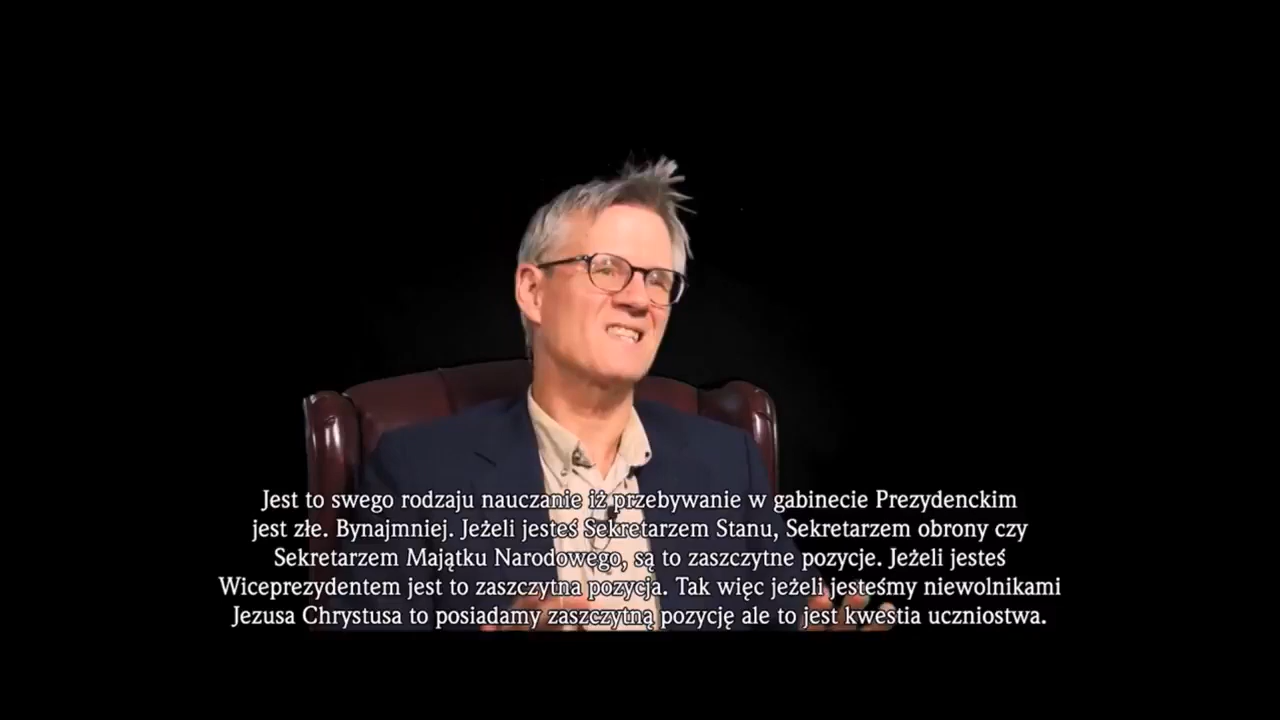 Jest to swego rodzaju nauczanie iż przebywanie w gabinecie Prezydenckim
jest złe. Bynajmniej. Jeżeli jesteś Sekretarzem Stanu, Sekretarzem obrony czy
Sekretarzem Majątku Narodowego, są to zaszczytne pozycje. Jeżeli jesteś
Wiceprezydentem jest to zaszczytna pozycja. Tak więc jeżeli jesteśmy niewolnikami
Jezusa Chrystusa to posiadamy zaszczytną pozycję ale to jest kwestia uczniostwa.